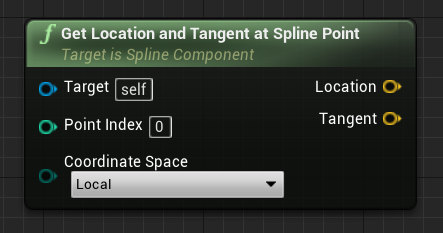 f Get Location and Tangent at Spline Point
Target is Spline Component
Target self Location
Point Index 0 Tangent
Coordinate Space
Local